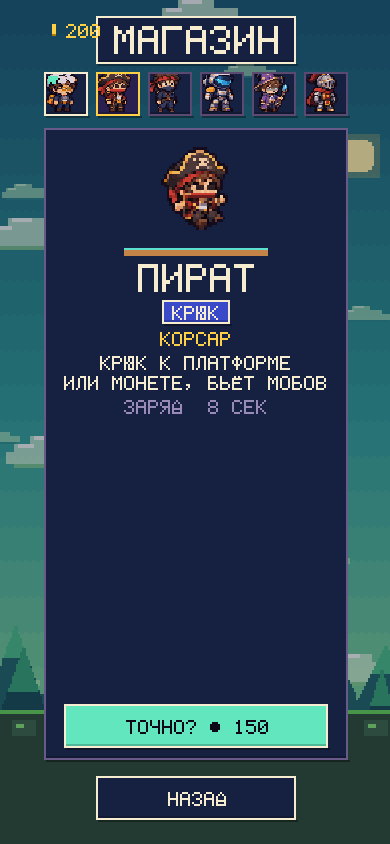 200
МАГАЗИН
ПИРАТ
КРЮК
КОРСАР
КРЮК К ПЛАТФОРМЕ
ИЛИ МОНЕТЕ, БЬЁТ МОБОВ
ЗАРЯД 8 СЕК
ТОЧНО? ● 150
НАЗАД